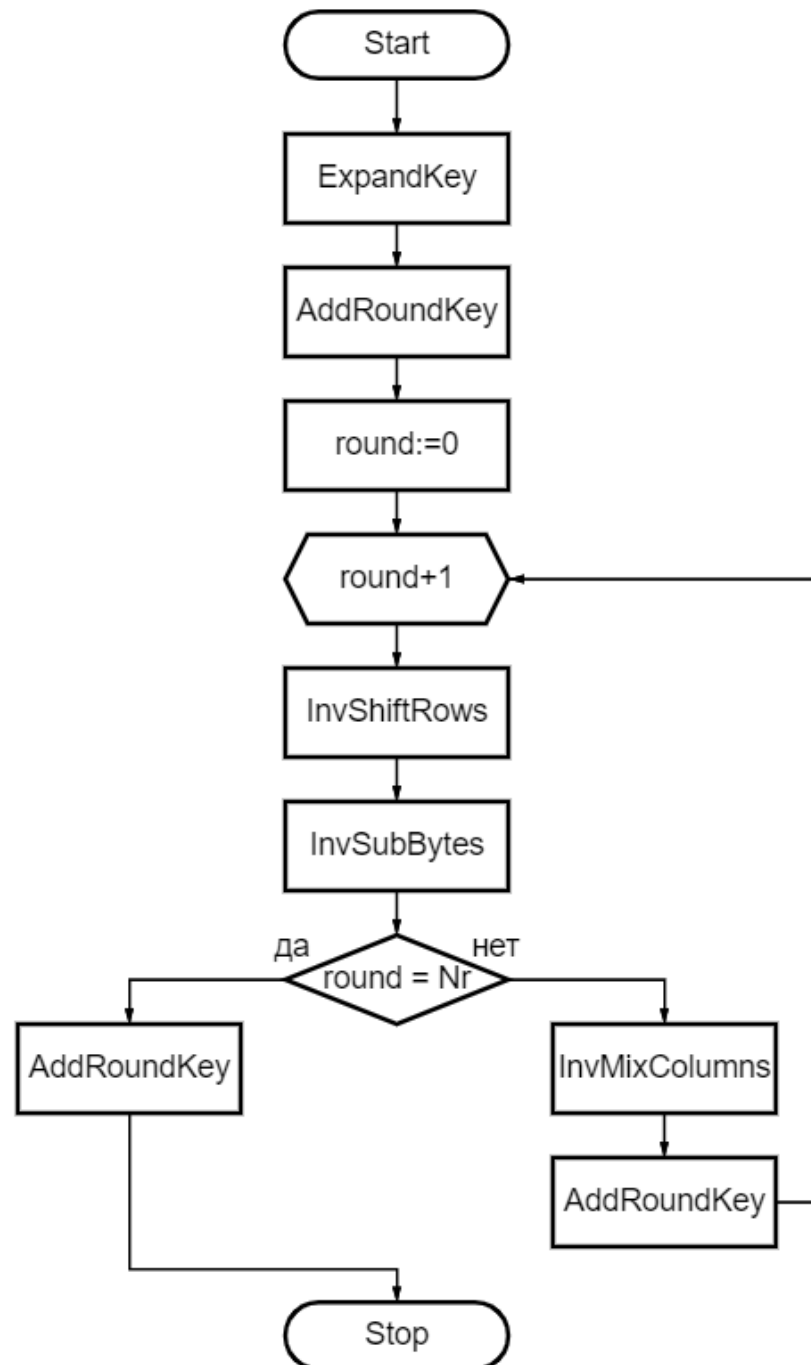 Start
ExpandKey
AddRoundKey
round:=0
round+1
InvShiftRows
InvSubBytes
да
нет
round = Nr
AddRoundKey
InvMixColumns
AddRoundKey
Stop